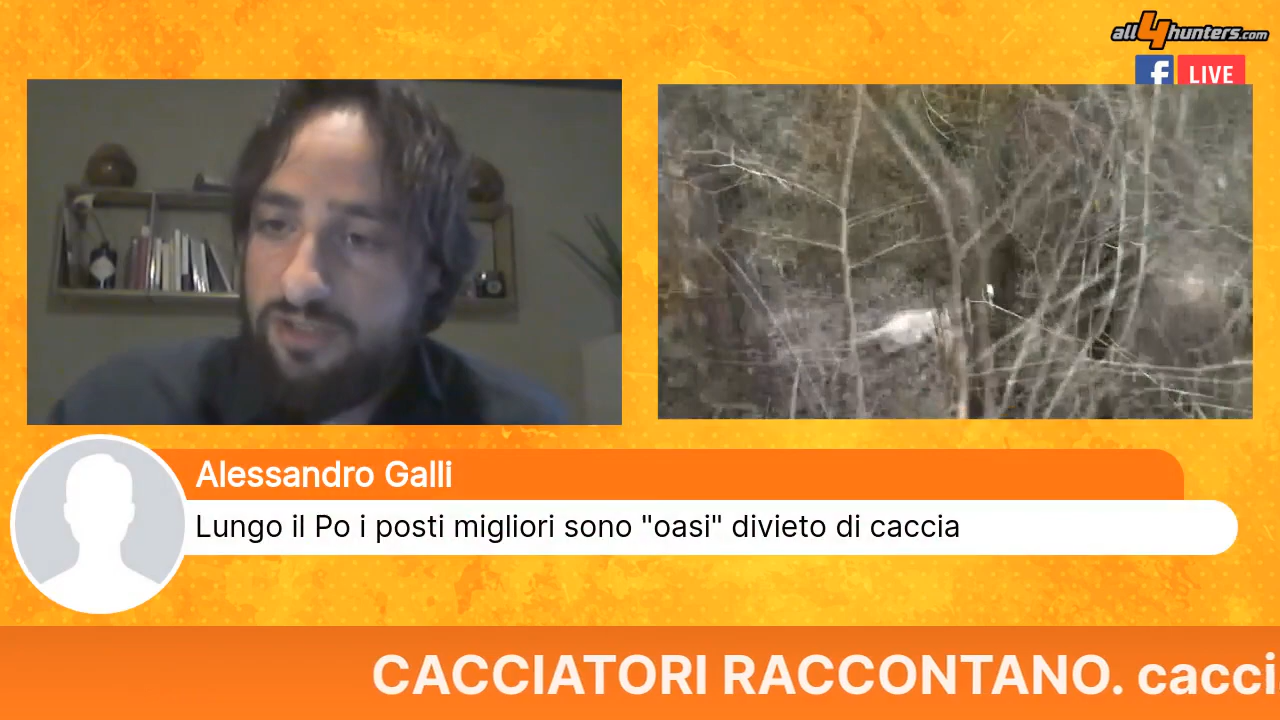 all4hunters.com
f LIVE
Alessandro Galli
Lungo il Po i posti migliori sono "oasi" divieto di caccia
CACCIATORI RACCONTANO. cacci